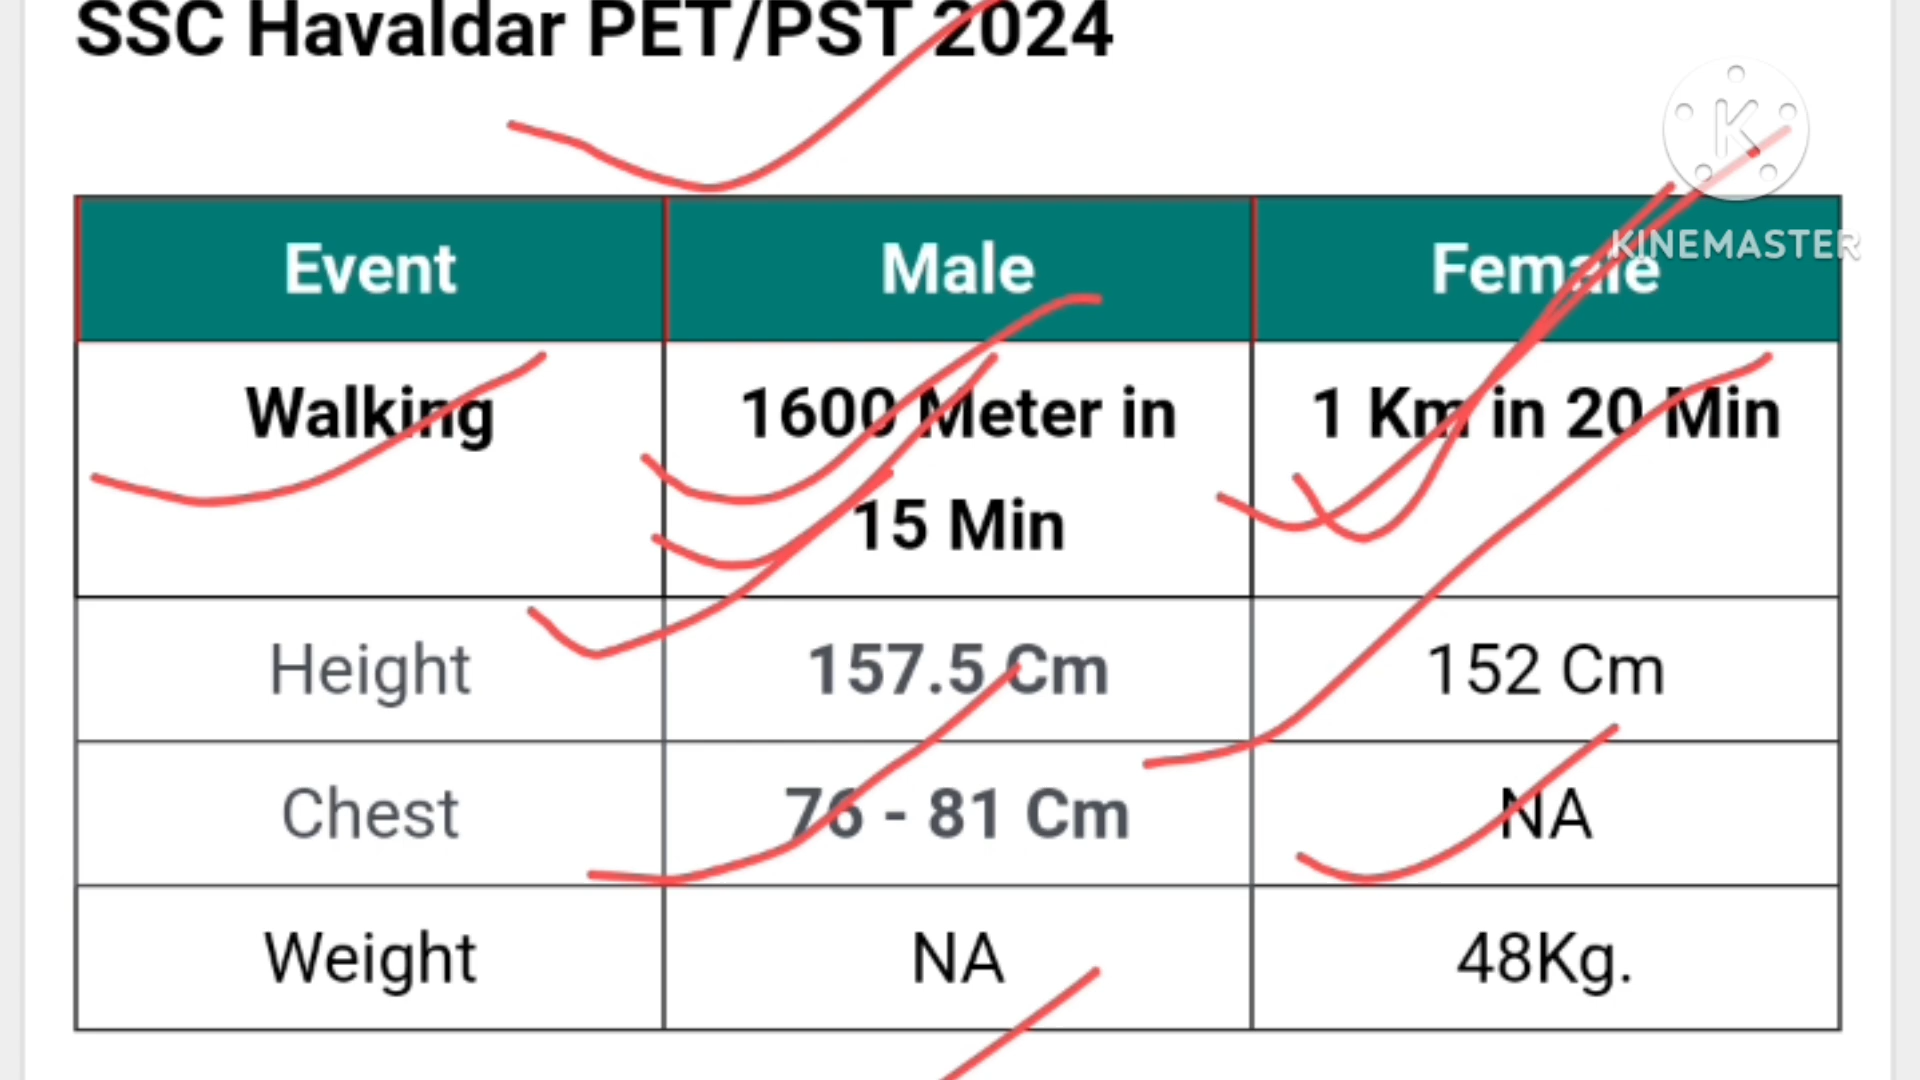 SSC Havaldar PET/PST 2024
K
KINEMASTER
Event Male Female
Walking 1600 Meter in 1 Km in 20 Min
15 Min
Height 157.5 Cm 152 Cm
Chest 76 - 81 Cm NA
Weight NA 48Kg.